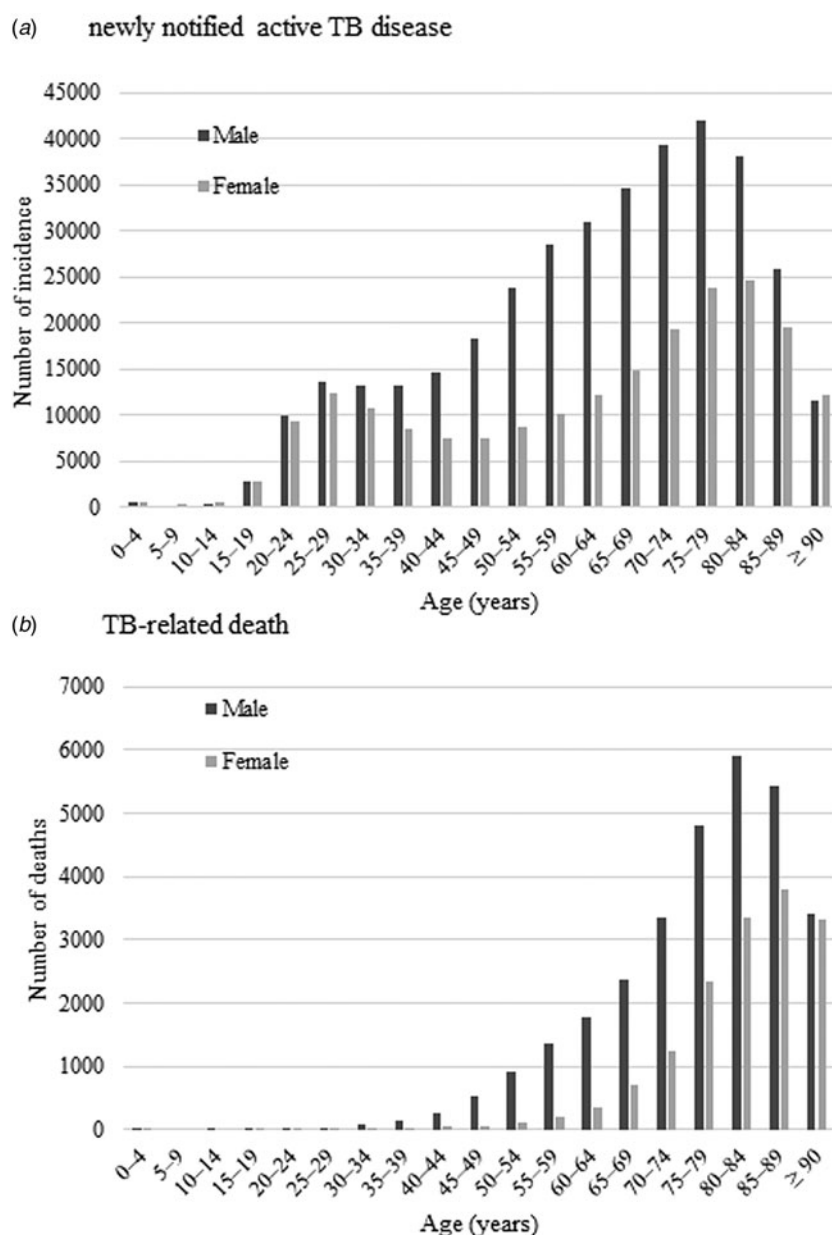 (a) newly notified active TB disease
45000
40000
35000
30000
25000
20000
15000
10000
5000
0
Number of incidence
Male
Female
0–4 5–9 10–14 15–19 20–24 25–29 30–34 35–39 40–44 45–49 50–54 55–59 60–64 65–69 70–74 75–79 80–84 85–89 ≥ 90
Age (years)
(b) TB-related death
7000
6000
5000
4000
3000
2000
1000
0
Number of deaths
Male
Female
0–4 5–9 10–14 15–19 20–24 25–29 30–34 35–39 40–44 45–49 50–54 55–59 60–64 65–69 70–74 75–79 80–84 85–89 ≥ 90
Age (years)